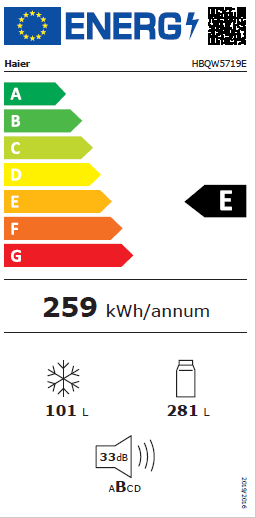 ENERG
Haier HBQW5719E
A
B
C
D
E
E
F
G
259 kWh/annum
101 L
281 L
33dB
ABCD
2019/2016